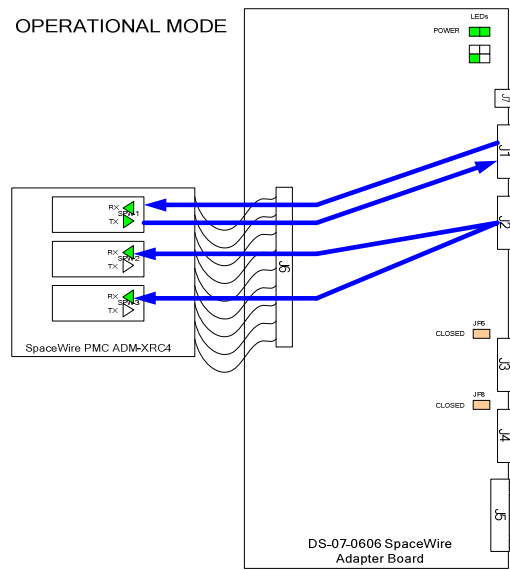 OPERATIONAL MODE
LEDs
POWER
J7
J1
RX
SPW-1
TX
J2
RX
SPW-2
TX
J6
RX
SPW-3
TX
JP6
CLOSED
SpaceWire PMC ADM-XRC4
J3
JP8
CLOSED
J4
J5
DS-07-0606 SpaceWire
Adapter Board